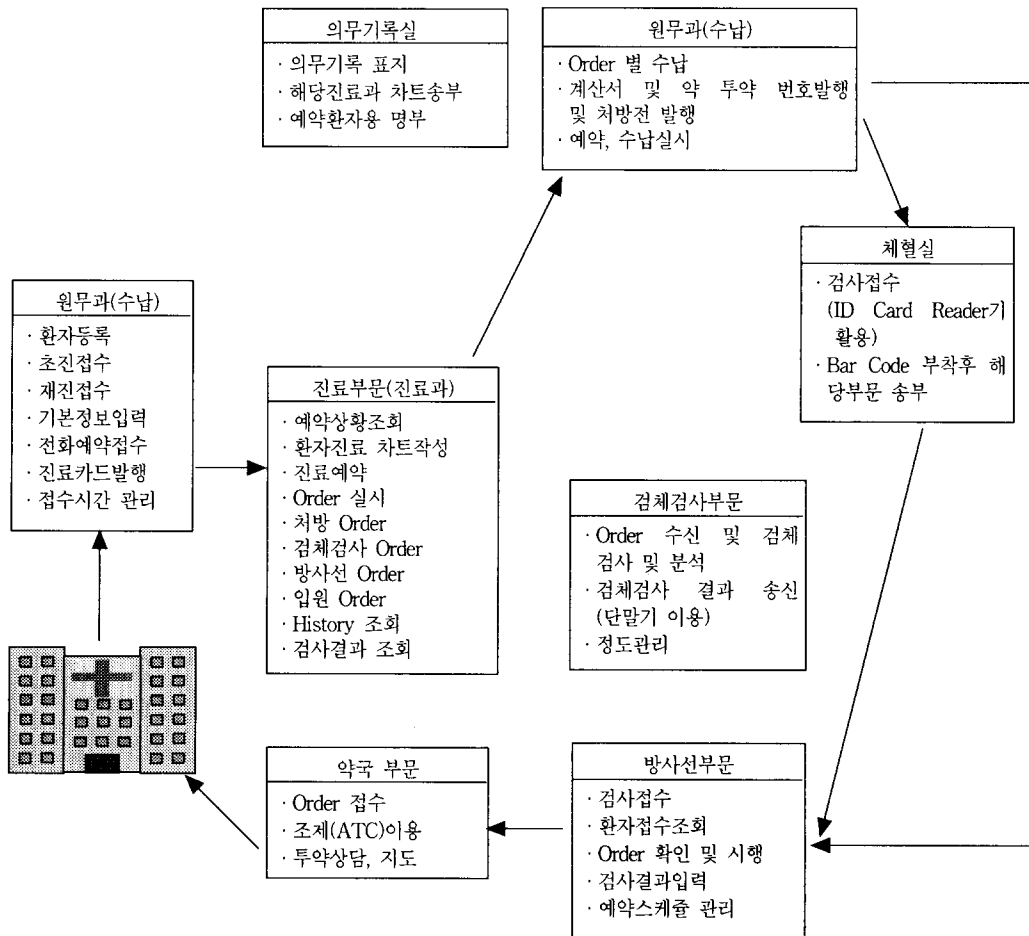 의무기록실
· 의무기록 표지
· 해당진료과 차트송부
· 예약환자용 명부
원무과(수납)
· Order 별 수납
· 계산서 및 약 투약 번호발행
및 처방전 발행
· 예약, 수납실시
체혈실
· 검사접수
(ID Card Reader기
활용)
· Bar Code 부착후 해
당부문 송부
원무과(수납)
· 환자등록
· 초진접수
· 재진접수
· 기본정보입력
· 전화예약접수
· 진료카드발행
· 접수시간 관리
진료부문(진료과)
· 예약상황조회
· 환자진료 차트작성
· 진료예약
· Order 실시
· 처방 Order
· 검체검사 Order
· 방사선 Order
· 입원 Order
· History 조회
· 검사결과 조회
검체검사부문
· Order 수신 및 검체
검사 및 분석
· 검체검사 결과 송신
(단말기 이용)
· 정도관리
약국 부문
· Order 접수
· 조제(ATC)이용
· 투약상담, 지도
방사선부문
· 검사접수
· 환자접수조회
· Order 확인 및 시행
· 검사결과입력
· 예약스케쥴 관리